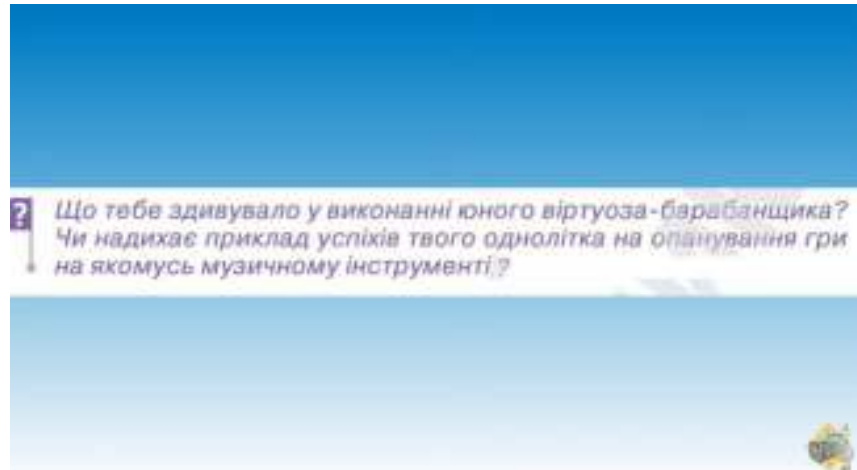 ?
Що тебе здивувало у виконанні юного віртуоза-барабанщика?
Чи надихає приклад успіхів твого однолітка на опанування гри
на якомусь музичному інструменті?